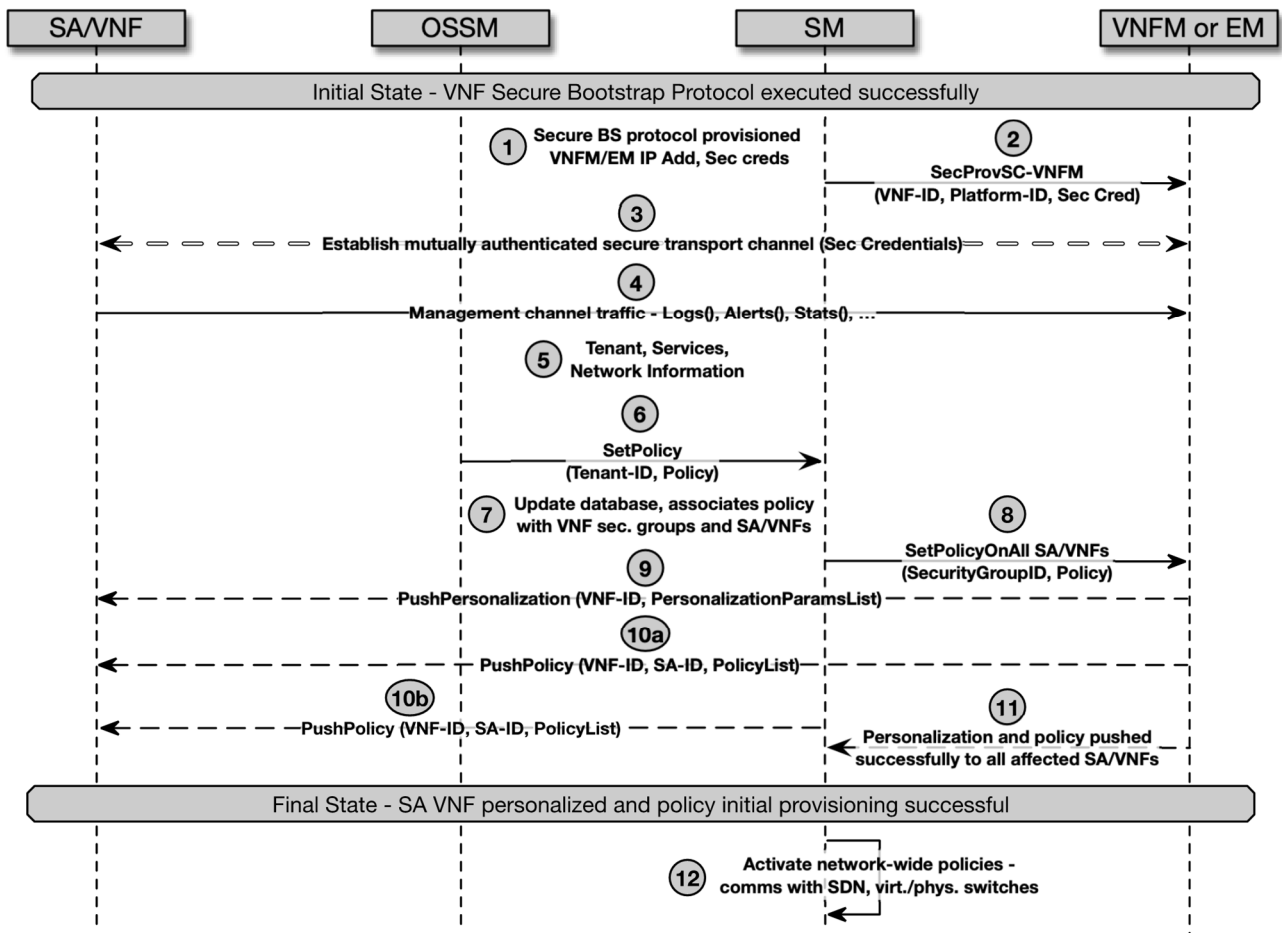 SA/VNF
OSSM
SM
VNFM or EM
Initial State - VNF Secure Bootstrap Protocol executed successfully
1
Secure BS protocol provisioned
VNFM/EM IP Add, Sec creds
2
SecProvSC-VNFM
(VNF-ID, Platform-ID, Sec Cred)
3
Establish mutually authenticated secure transport channel (Sec Credentials)
4
Management channel traffic - Logs(), Alerts(), Stats(), ...
5
Tenant, Services,
Network Information
6
SetPolicy
(Tenant-ID, Policy)
7
Update database, associates policy
with VNF sec. groups and SA/VNFs
8
SetPolicyOnAll SA/VNFs
(SecurityGroupID, Policy)
9
PushPersonalization (VNF-ID, PersonalizationParamsList)
10a
PushPolicy (VNF-ID, SA-ID, PolicyList)
10b
PushPolicy (VNF-ID, SA-ID, PolicyList)
11
Personalization and policy pushed
successfully to all affected SA/VNFs
Final State - SA VNF personalized and policy initial provisioning successful
12
Activate network-wide policies -
comms with SDN, virt./phys. switches